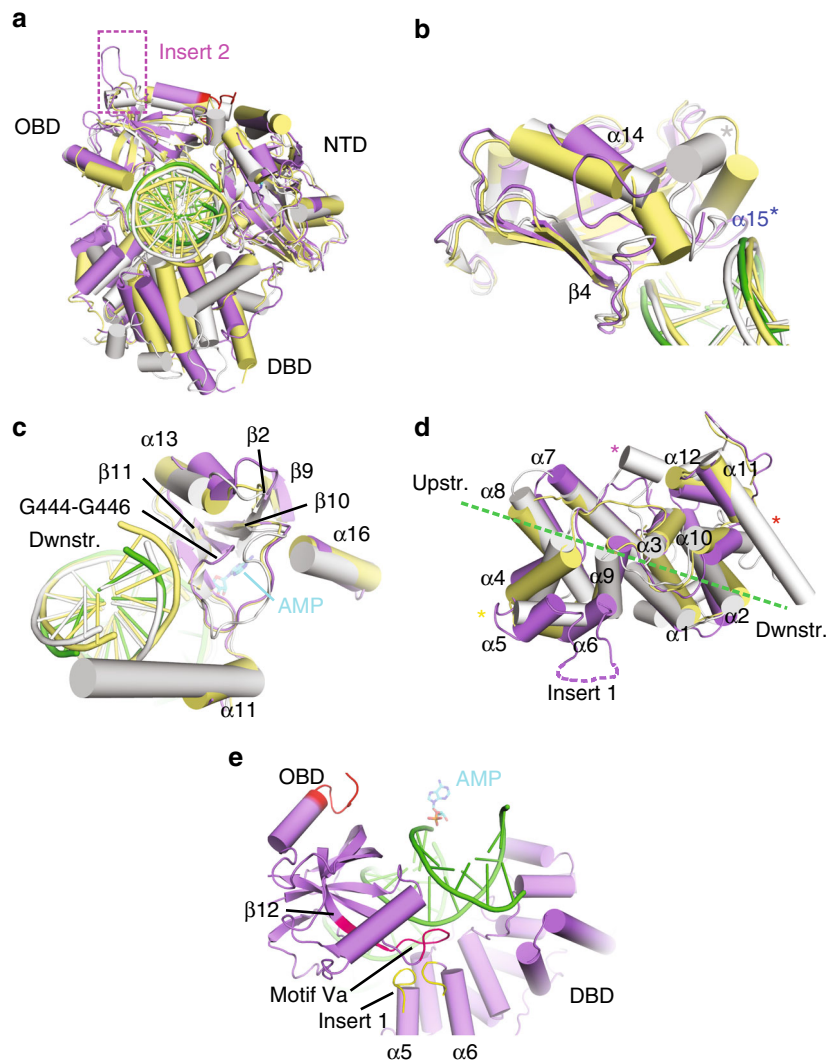 a
Insert 2
OBD
NTD
DBD
b
α14
*
α15*
β4
c
α13
β2
β9
β11
β10
G444-G446
Dwnstr.
α16
AMP
α11
d
α7
*
α12
α11
Upstr.
α8
*
α3
α10
α4
α9
*
α5
α6
α1
α2
Dwnstr.
Insert 1
e
OBD
AMP
β12
Motif Va
DBD
Insert 1
α5
α6